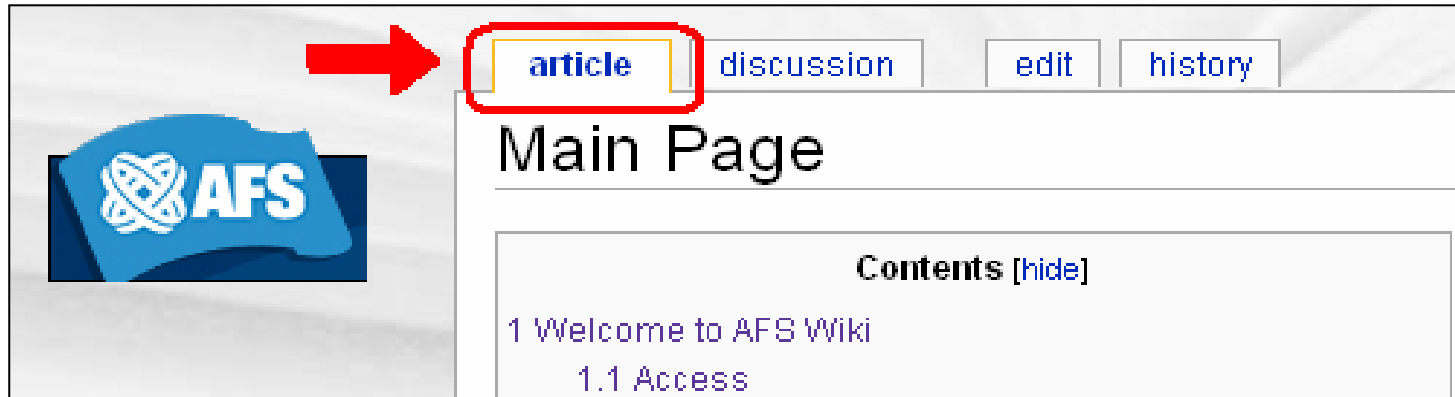 article discussion edit history
AFS
Main Page
Contents [hide]
1 Welcome to AFS Wiki
1.1 Access